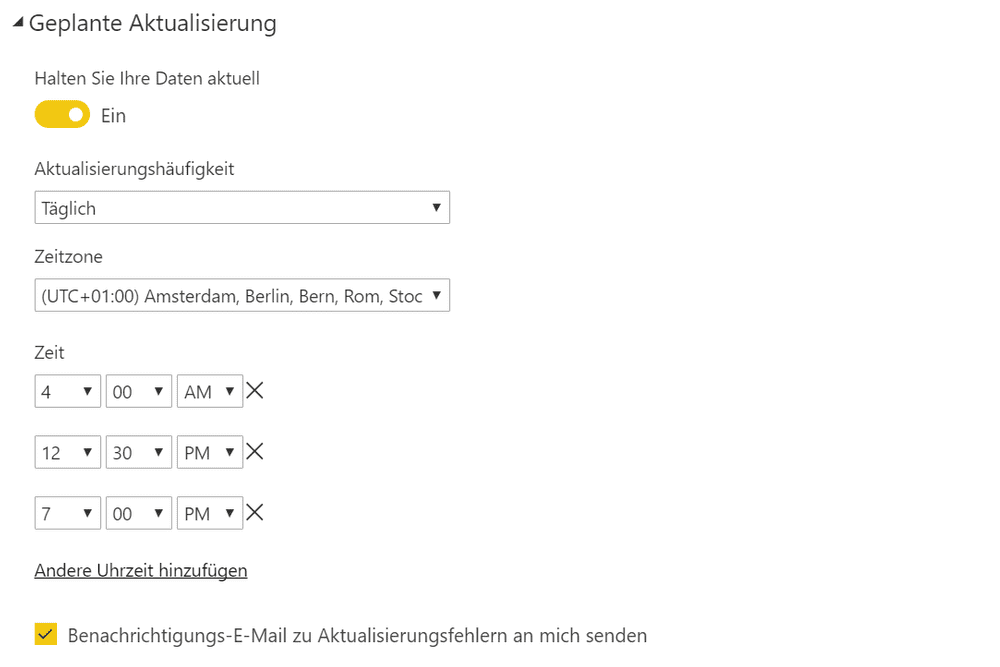 Geplante Aktualisierung
Halten Sie Ihre Daten aktuell
Ein
Aktualisierungshäufigkeit
Täglich
Zeitzone
(UTC+01:00) Amsterdam, Berlin, Bern, Rom, Stoc
Zeit
4 00 AM
12 30 PM
7 00 PM
Andere Uhrzeit hinzufügen
Benachrichtigungs-E-Mail zu Aktualisierungsfehlern an mich senden